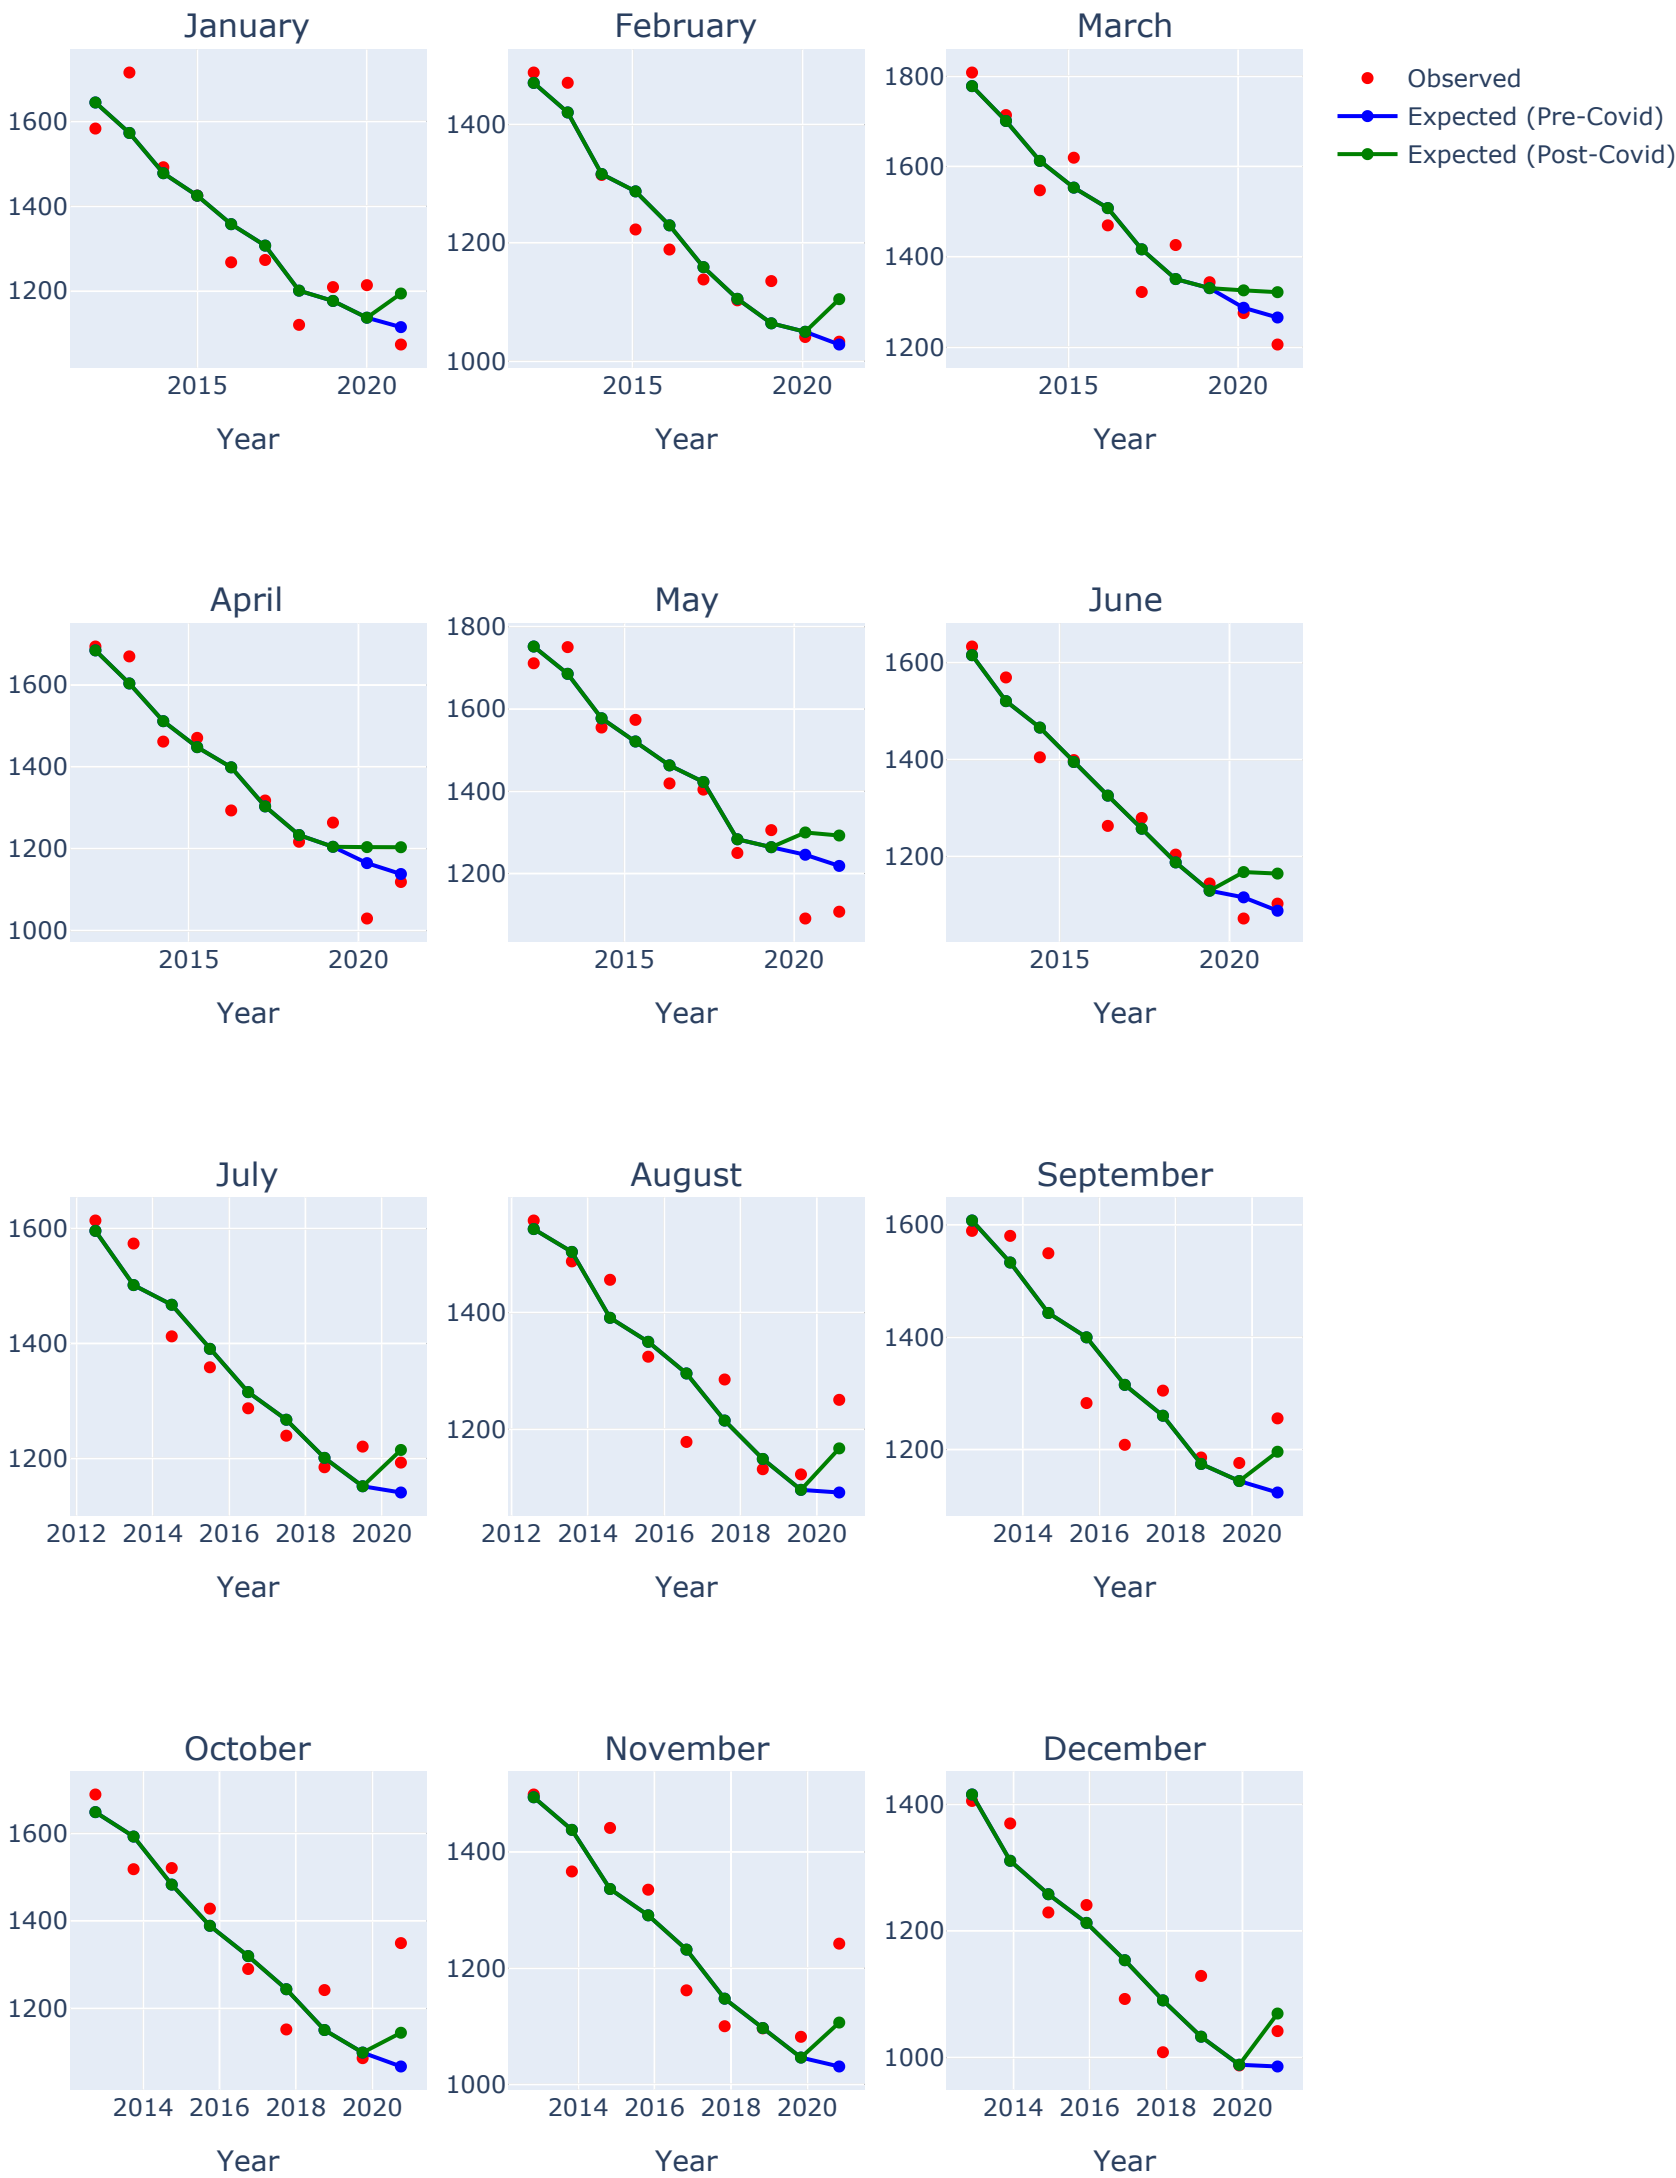 January February March
Observed
Expected (Pre-Covid)
Expected (Post-Covid)
1600 1400 1200
1400 1200 1000
1800 1600 1400 1200
2015 2020 2015 2020 2015 2020
Year Year Year
April May June
1600 1400 1200 1000
1800 1600 1400 1200
1600 1400 1200
2015 2020 2015 2020 2015 2020
Year Year Year
July August September
1600 1400 1200
1400 1200
1600 1400 1200
2012 2014 2016 2018 2020 2012 2014 2016 2018 2020 2014 2016 2018 2020
Year Year Year
October November December
1600 1400 1200
1400 1200 1000
1400 1200 1000
2014 2016 2018 2020 2014 2016 2018 2020 2014 2016 2018 2020
Year Year Year